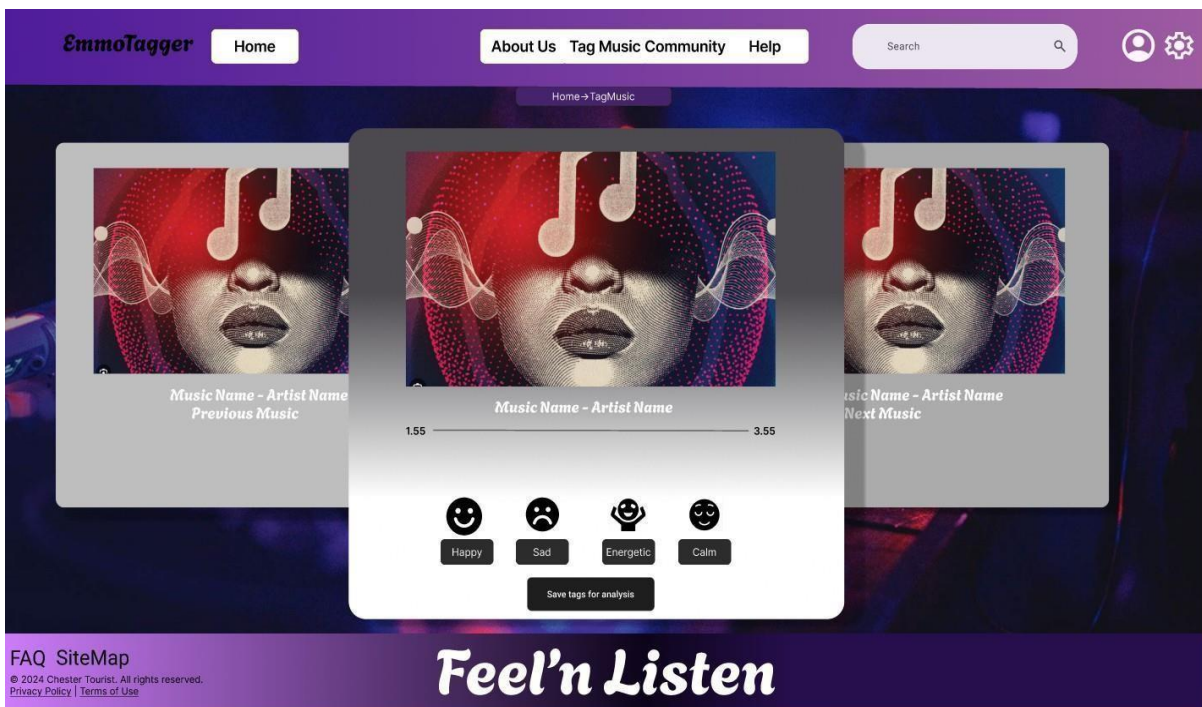 EmmoTagger
Home
About Us Tag Music Community Help
Search
Home→TagMusic
Music Name - Artist Name
Previous Music
Music Name - Artist Name
1.55
3.55
usic Name - Artist Name
Next Music
Happy
Sad
Energetic
Calm
Save tags for analysis
FAQ SiteMap
© 2024 Chester Tourist. All rights reserved.
Privacy Policy | Terms of Use
Feel'n Listen